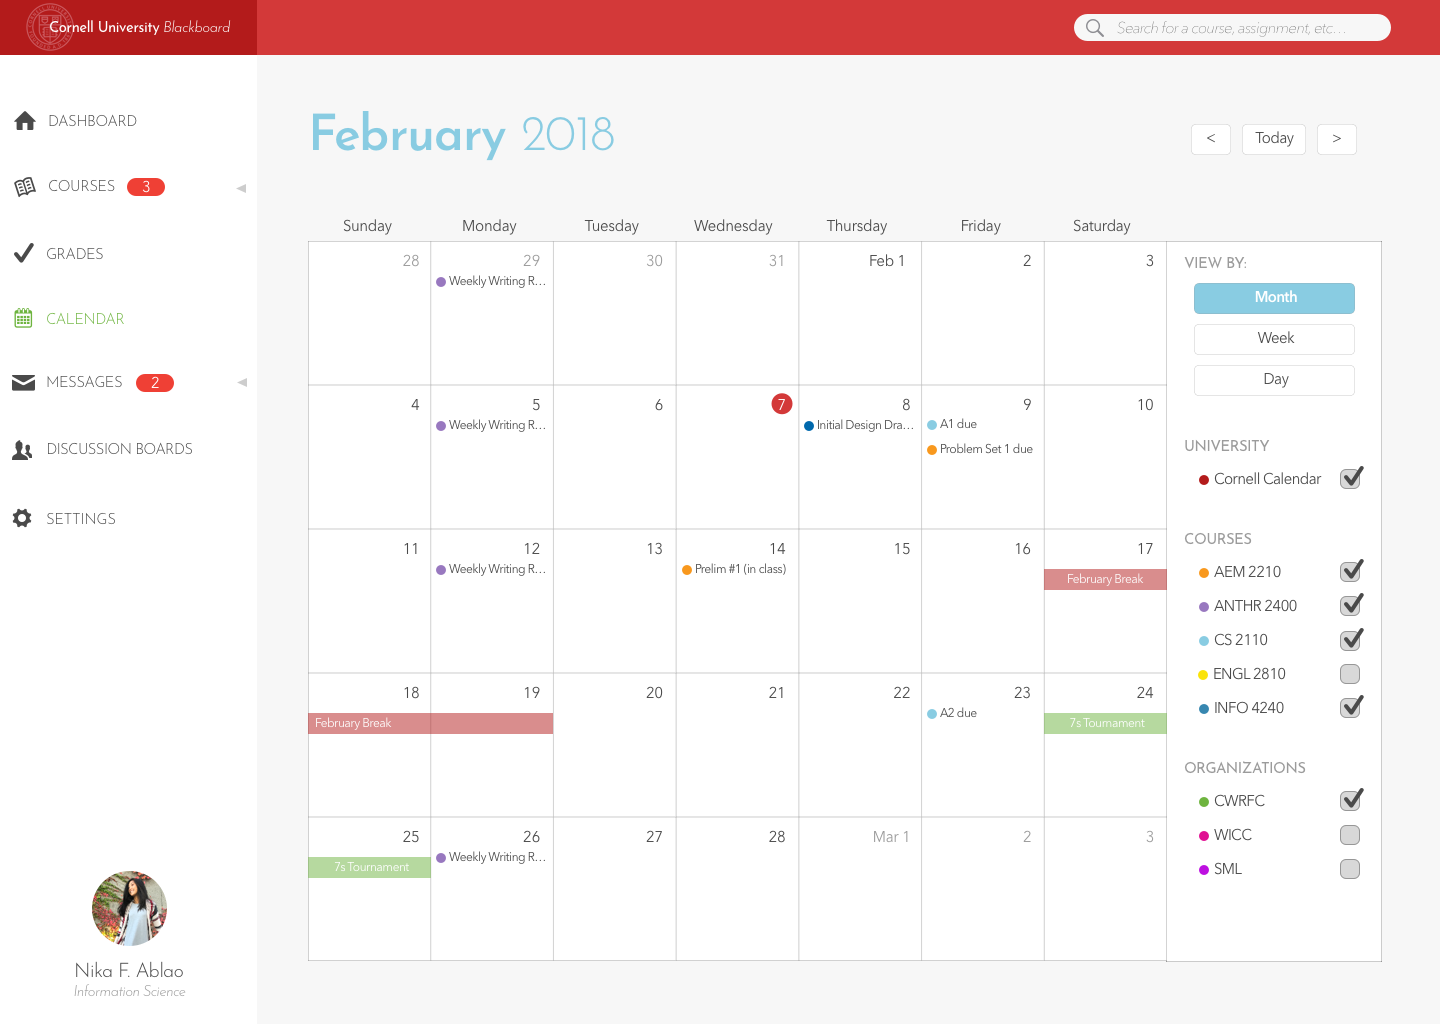 Cornell University Blackboard
Search for a course, assignment, etc...
DASHBOARD
COURSES 3
GRADES
CALENDAR
MESSAGES 2
DISCUSSION BOARDS
SETTINGS
Nika F. Ablao
Information Science
February 2018
< Today >
Sunday Monday Tuesday Wednesday Thursday Friday Saturday
28 29 30 31 Feb 1 2 3
Weekly Writing R...
4 5 6 7 8 9 10
Weekly Writing R... Initial Design Dra... A1 due
Problem Set 1 due
11 12 13 14 15 16 17
Weekly Writing R... Prelim #1 (in class) February Break
18 19 20 21 22 23 24
February Break A2 due 7s Tournament
25 26 27 28 Mar 1 2 3
7s Tournament Weekly Writing R...
VIEW BY:
Month
Week
Day
UNIVERSITY
Cornell Calendar
COURSES
AEM 2210
ANTHR 2400
CS 2110
ENGL 2810
INFO 4240
ORGANIZATIONS
CWRFC
WICC
SML